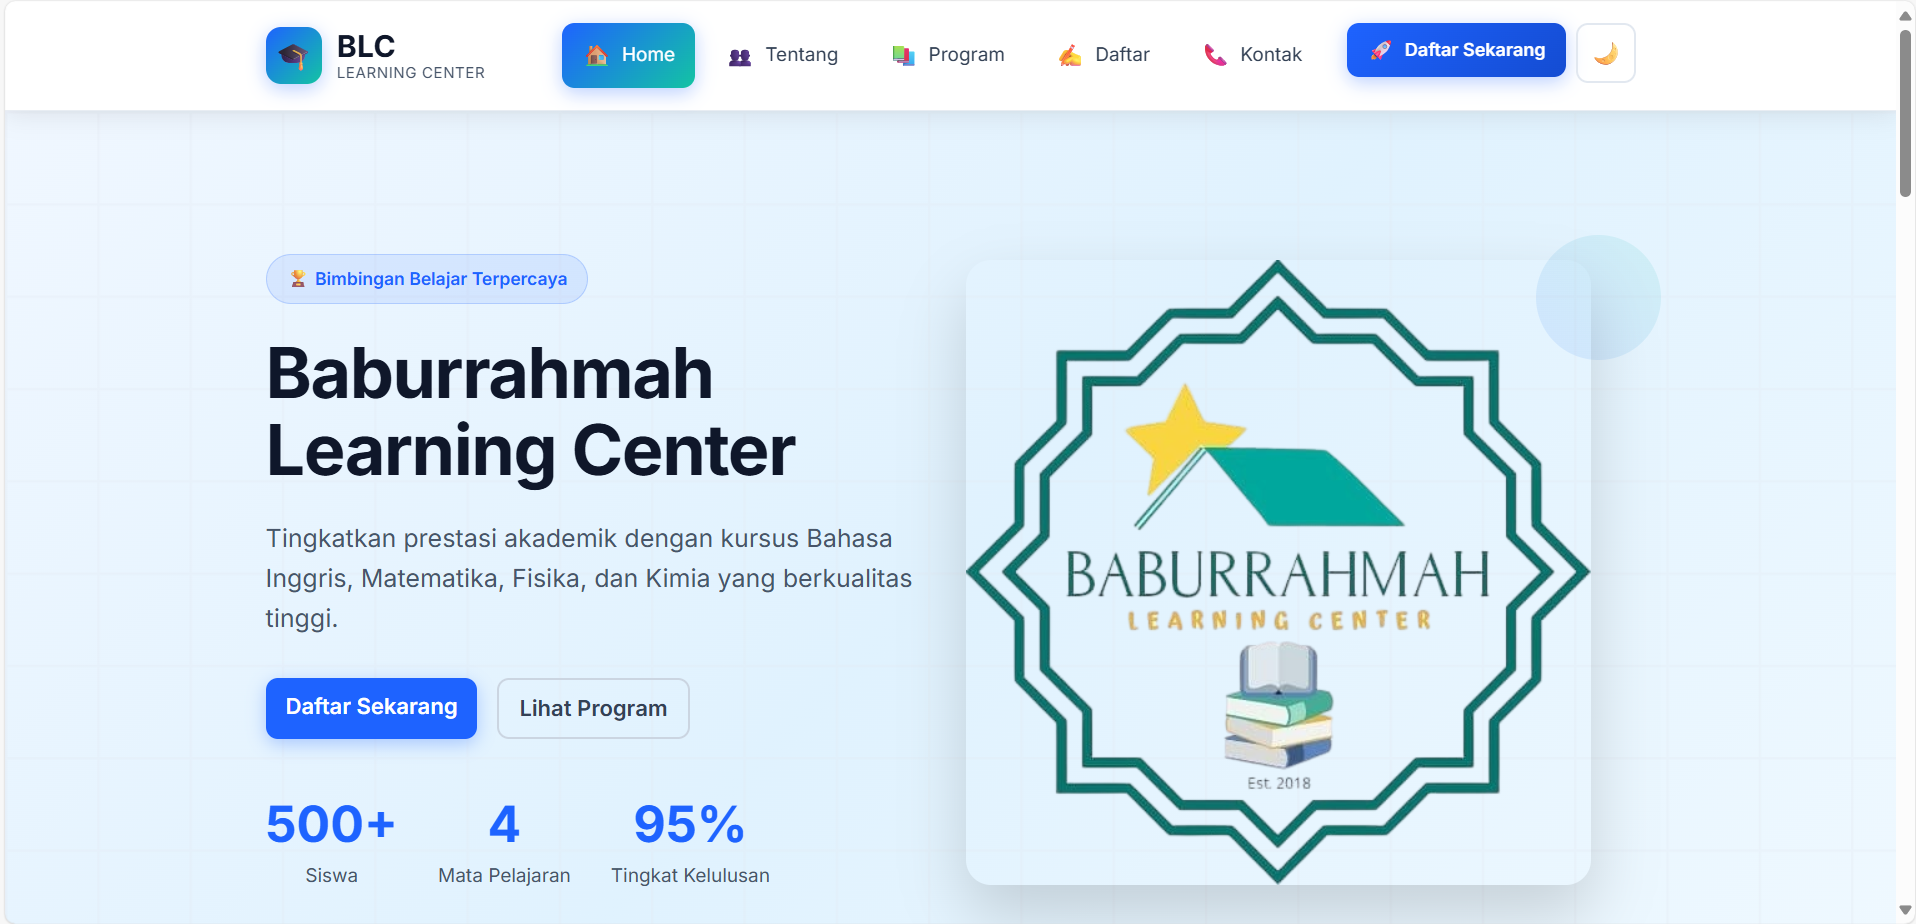 BLC
LEARNING CENTER
Home
Tentang
Program
Daftar
Kontak
Daftar Sekarang
Bimbingan Belajar Terpercaya
Baburrahmah
Learning Center
Tingkatkan prestasi akademik dengan kursus Bahasa
Inggris, Matematika, Fisika, dan Kimia yang berkualitas
tinggi.
Daftar Sekarang
Lihat Program
500+
Siswa
4
Mata Pelajaran
95%
Tingkat Kelulusan
BABURRAHMAH
LEARNING CENTER
Est. 2018